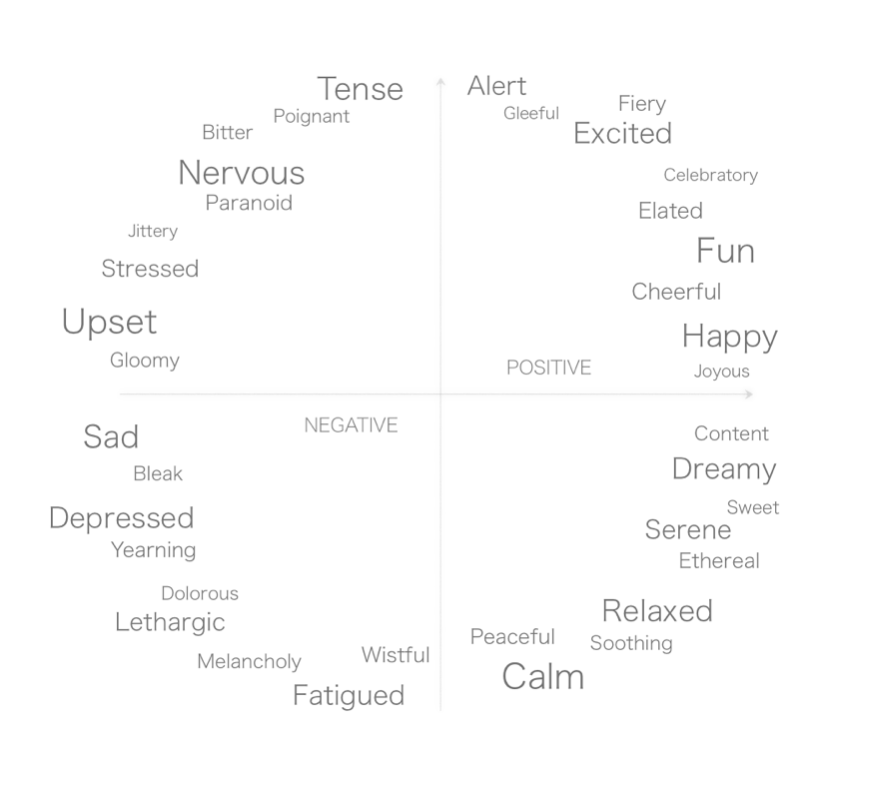 Tense
Alert
Poignant
Gleeful
Fiery
Bitter
Excited
Nervous
Celebratory
Paranoid
Elated
Jittery
Fun
Stressed
Cheerful
Upset
Happy
Gloomy
POSITIVE
Joyous
NEGATIVE
Sad
Content
Bleak
Dreamy
Sweet
Depressed
Serene
Yearning
Ethereal
Dolorous
Relaxed
Lethargic
Peaceful
Soothing
Wistful
Melancholy
Calm
Fatigued